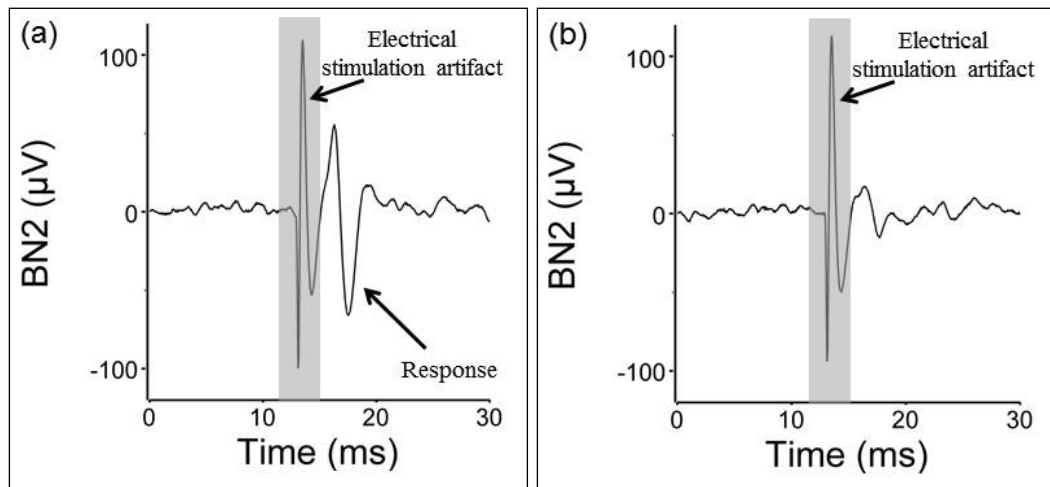 (a)
Electrical
stimulation artifact
100
0
-100
BN2 (µV)
Response
0 10 20 30
Time (ms)
(b)
Electrical
stimulation artifact
100
0
-100
BN2 (µV)
0 10 20 30
Time (ms)